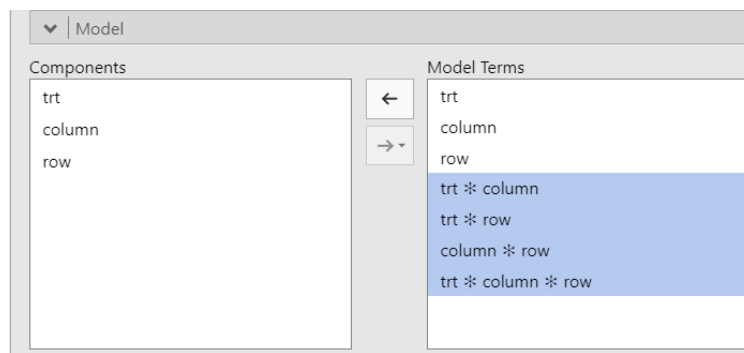 Model
Components
trt
column
row
Model Terms
trt
column
row
trt ✻ column
trt ✻ row
column ✻ row
trt ✻ column ✻ row